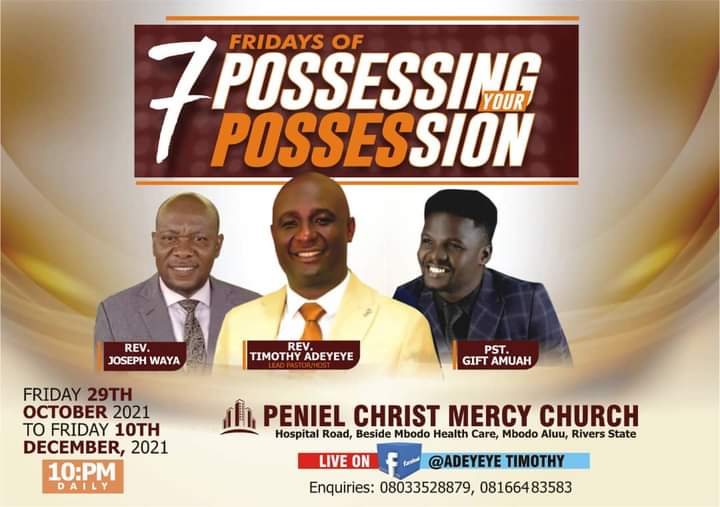 7
FRIDAYS OF
POSSESSING
YOUR
POSSESSION
REV.
JOSEPH WAYA
REV.
TIMOTHY ADEYEYE
LEAD PASTOR/HOST
PST.
GIFT AMUAH
FRIDAY 29TH
OCTOBER 2021
TO FRIDAY 10TH
DECEMBER, 2021
10:PM
DAILY
PENIEL CHRIST MERCY CHURCH
Hospital Road, Beside Mbodo Health Care, Mbodo Aluu, Rivers State
LIVE ON f facebook @ADEYEYE TIMOTHY
Enquiries: 08033528879, 08166483583